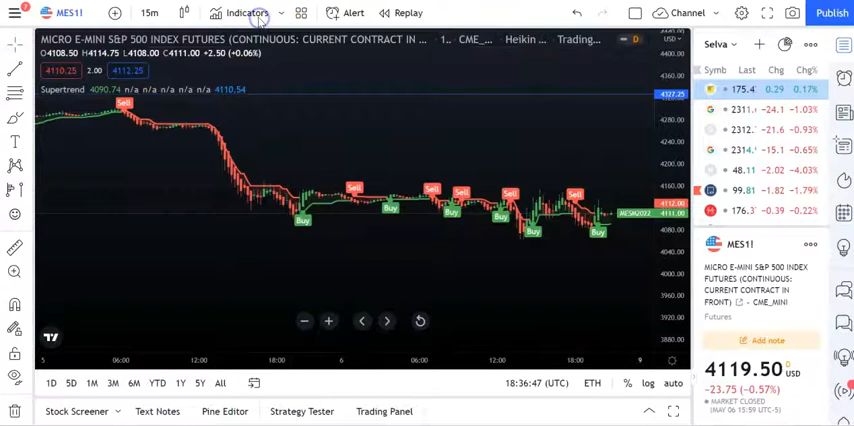 MES1!
15m
Indicators
Alert
Replay
Channel
Publish
MICRO E-MINI S&P 500 INDEX FUTURES (CONTINUOUS: CURRENT CONTRACT IN ... 1... CME_... Heikin ... Trading... D
O4108.50 H4114.75 L4108.00 C4111.00 +2.50 (+0.06%)
4110.25 2.00 4112.25
Supertrend 4090.74 n/a n/a n/a n/a n/a 4110.54
USD
4400.00
4360.00
4327.25
4280.00
4240.00
4200.00
4160.00
4112.00
MESM2022 4111.00
4080.00
4040.00
4000.00
3960.00
3920.00
3880.00
Sell
Sell
Sell
Sell
Sell
Sell
Buy
Buy
Buy
Buy
Buy
Buy
5 06:00 12:00 18:00 6 06:00 12:00 18:00 9
1D 5D 1M 3M 6M YTD 1Y 5Y All
18:36:47 (UTC) ETH % log auto
Stock Screener Text Notes Pine Editor Strategy Tester Trading Panel
Selva
Symb Last Chg Chg%
175.4 0.29 0.17%
2311. -24.1 -1.03%
2312. -21.6 -0.93%
2314. -15.1 -0.65%
48.11 -2.02 -4.03%
99.81 -1.82 -1.79%
176.3 -0.39 -0.22%
MES1!
MICRO E-MINI S&P 500 INDEX
FUTURES (CONTINUOUS:
CURRENT CONTRACT IN
FRONT) - CME_MINI
Futures
Add note
4119.50 D USD
-23.75 (-0.57%)
MARKET CLOSED
(MAY 06 15:59 UTC-5)